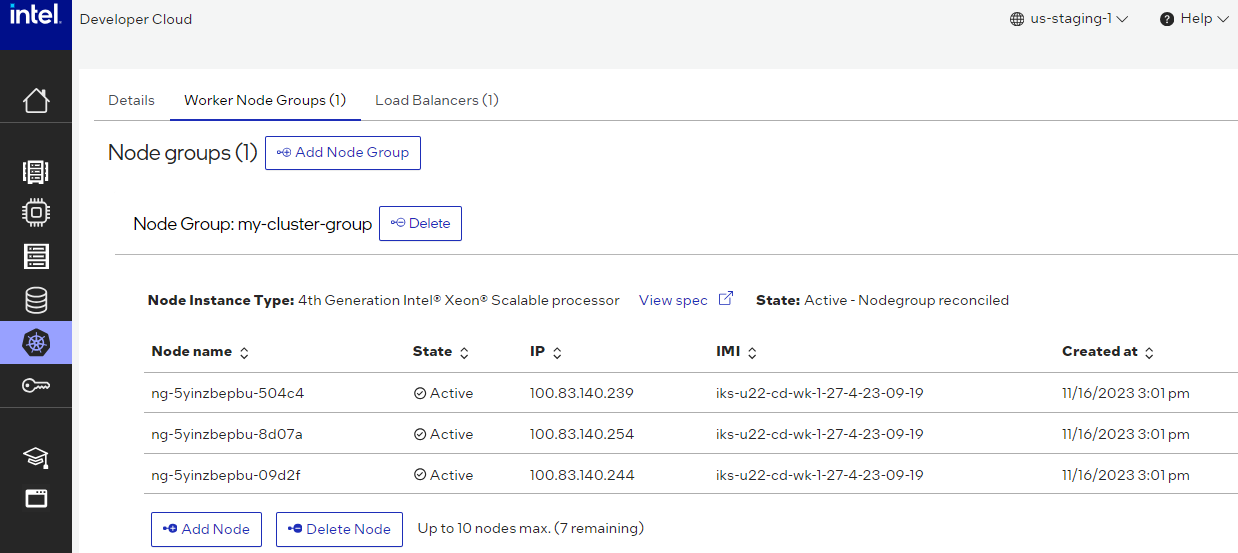 intel.
Developer Cloud
us-staging-1
Help
Details
Worker Node Groups (1)
Load Balancers (1)
Node groups (1)
Add Node Group
Node Group: my-cluster-group
Delete
Node Instance Type: 4th Generation Intel® Xeon® Scalable processor View spec State: Active - Nodegroup reconciled
Node name State IP IMI Created at
ng-5yinzbepbu-504c4 Active 100.83.140.239 iks-u22-cd-wk-1-27-4-23-09-19 11/16/2023 3:01 pm
ng-5yinzbepbu-8d07a Active 100.83.140.254 iks-u22-cd-wk-1-27-4-23-09-19 11/16/2023 3:01 pm
ng-5yinzbepbu-09d2f Active 100.83.140.244 iks-u22-cd-wk-1-27-4-23-09-19 11/16/2023 3:01 pm
Add Node
Delete Node
Up to 10 nodes max. (7 remaining)